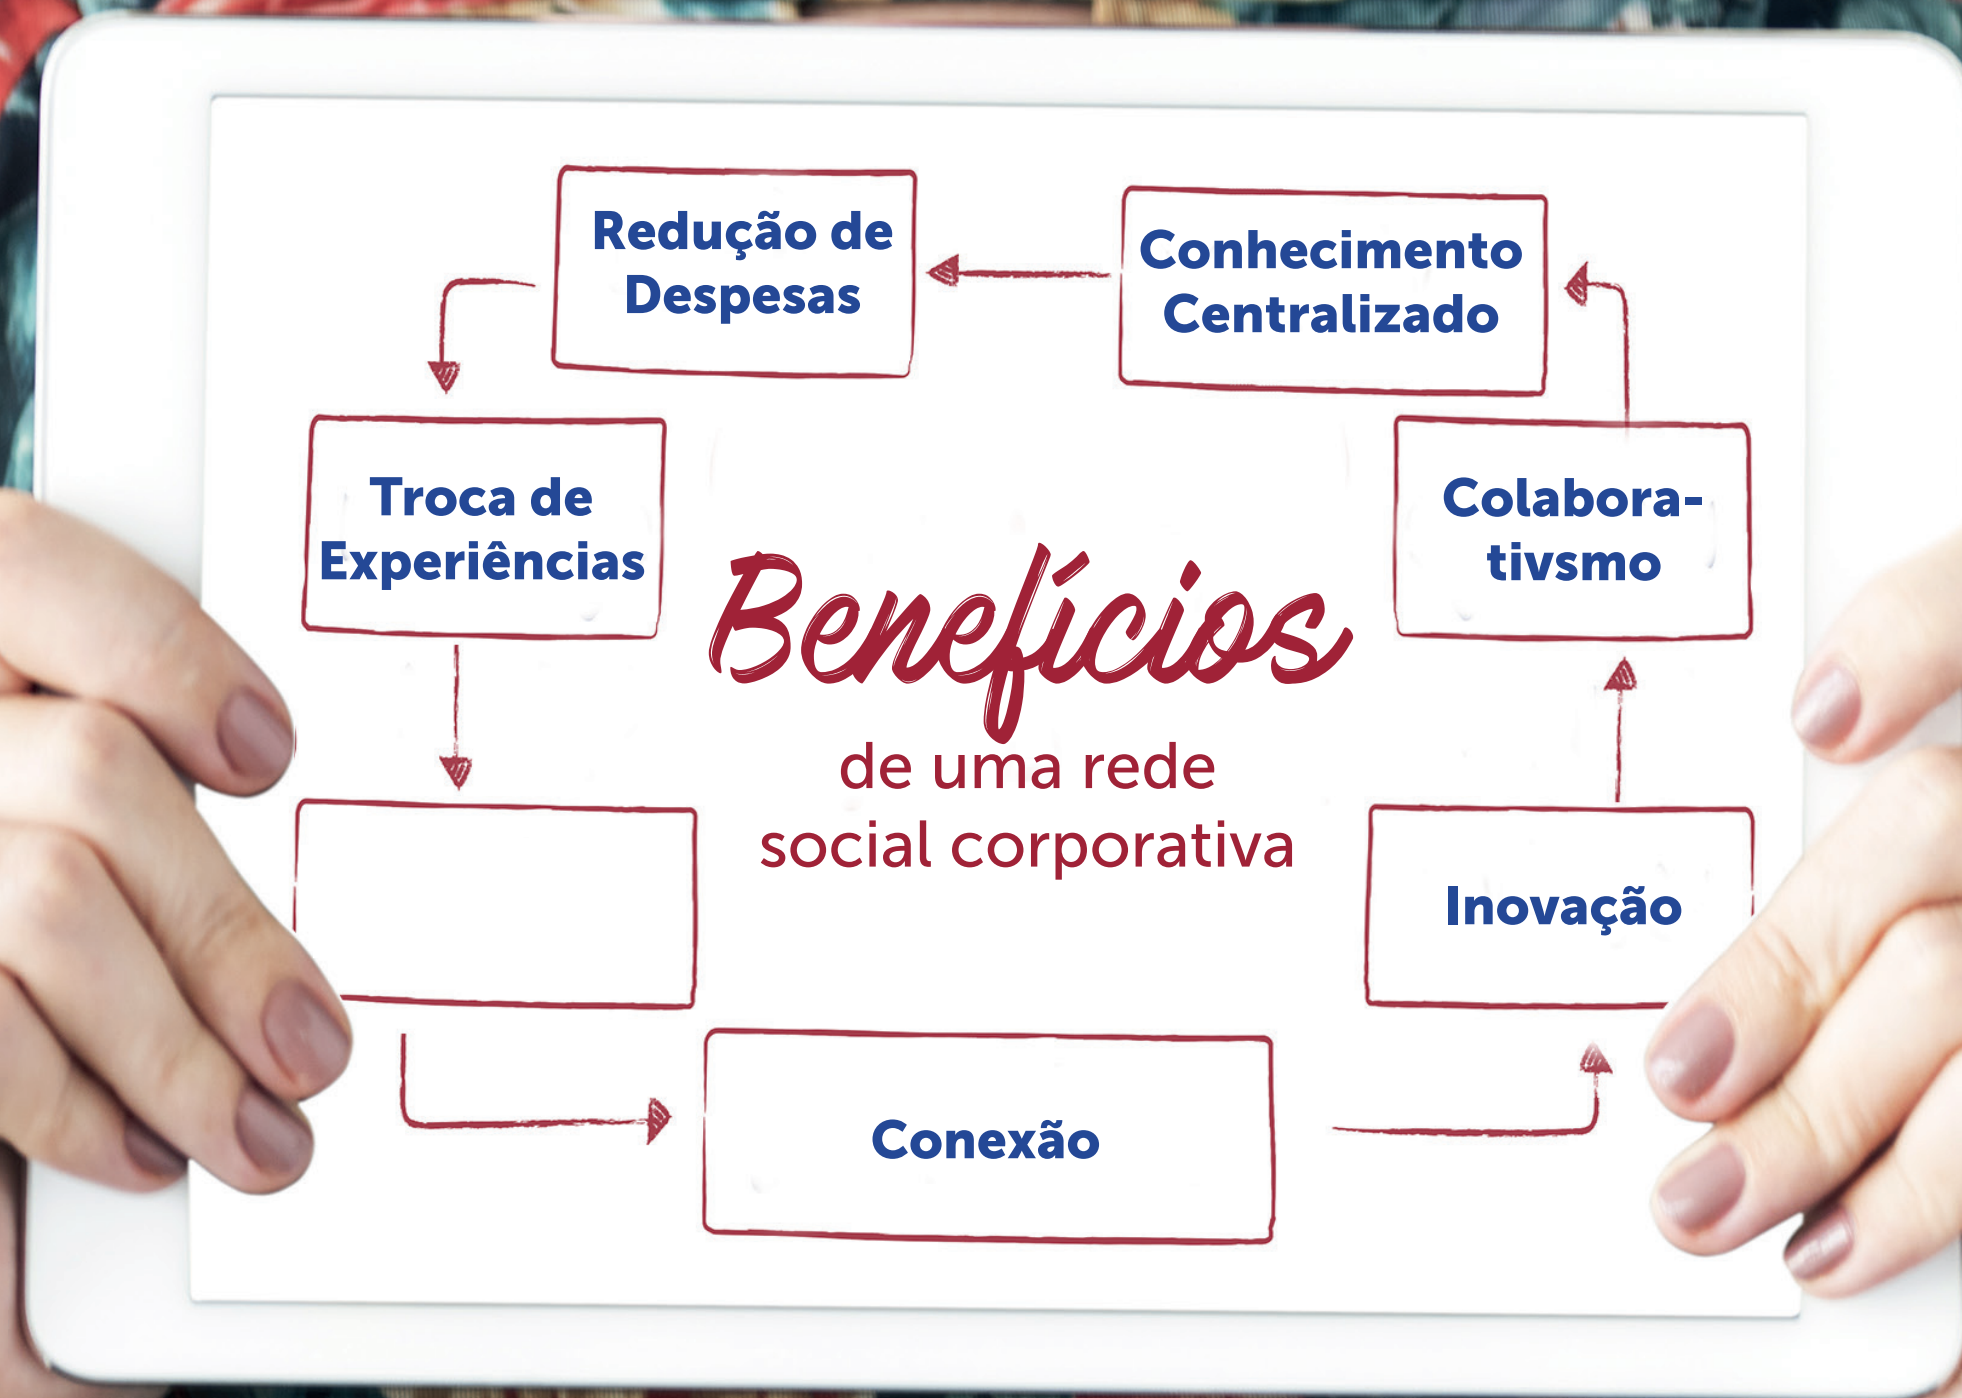 Redução de
Despesas
Conhecimento
Centralizado
Troca de
Experiências
Colabora-
tivsmo
Benefícios
de uma rede
social corporativa
Inovação
Conexão